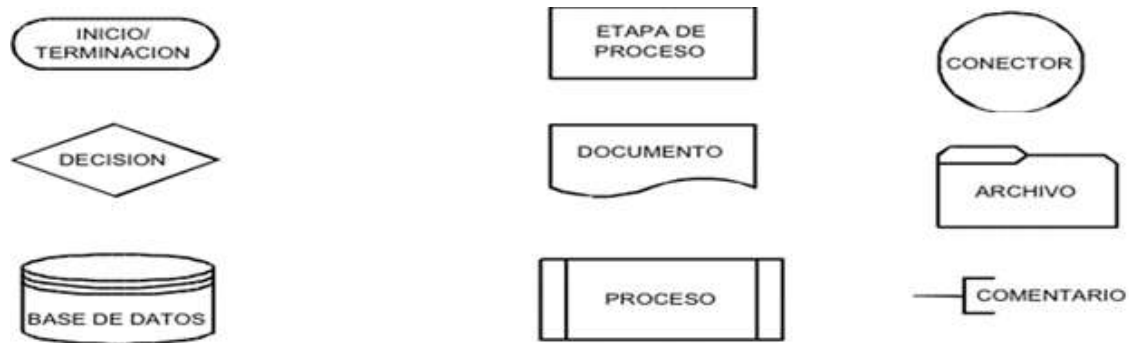 INICIO/
TERMINACION
ETAPA DE
PROCESO
CONECTOR
DECISION
DOCUMENTO
ARCHIVO
BASE DE DATOS
PROCESO
COMENTARIO